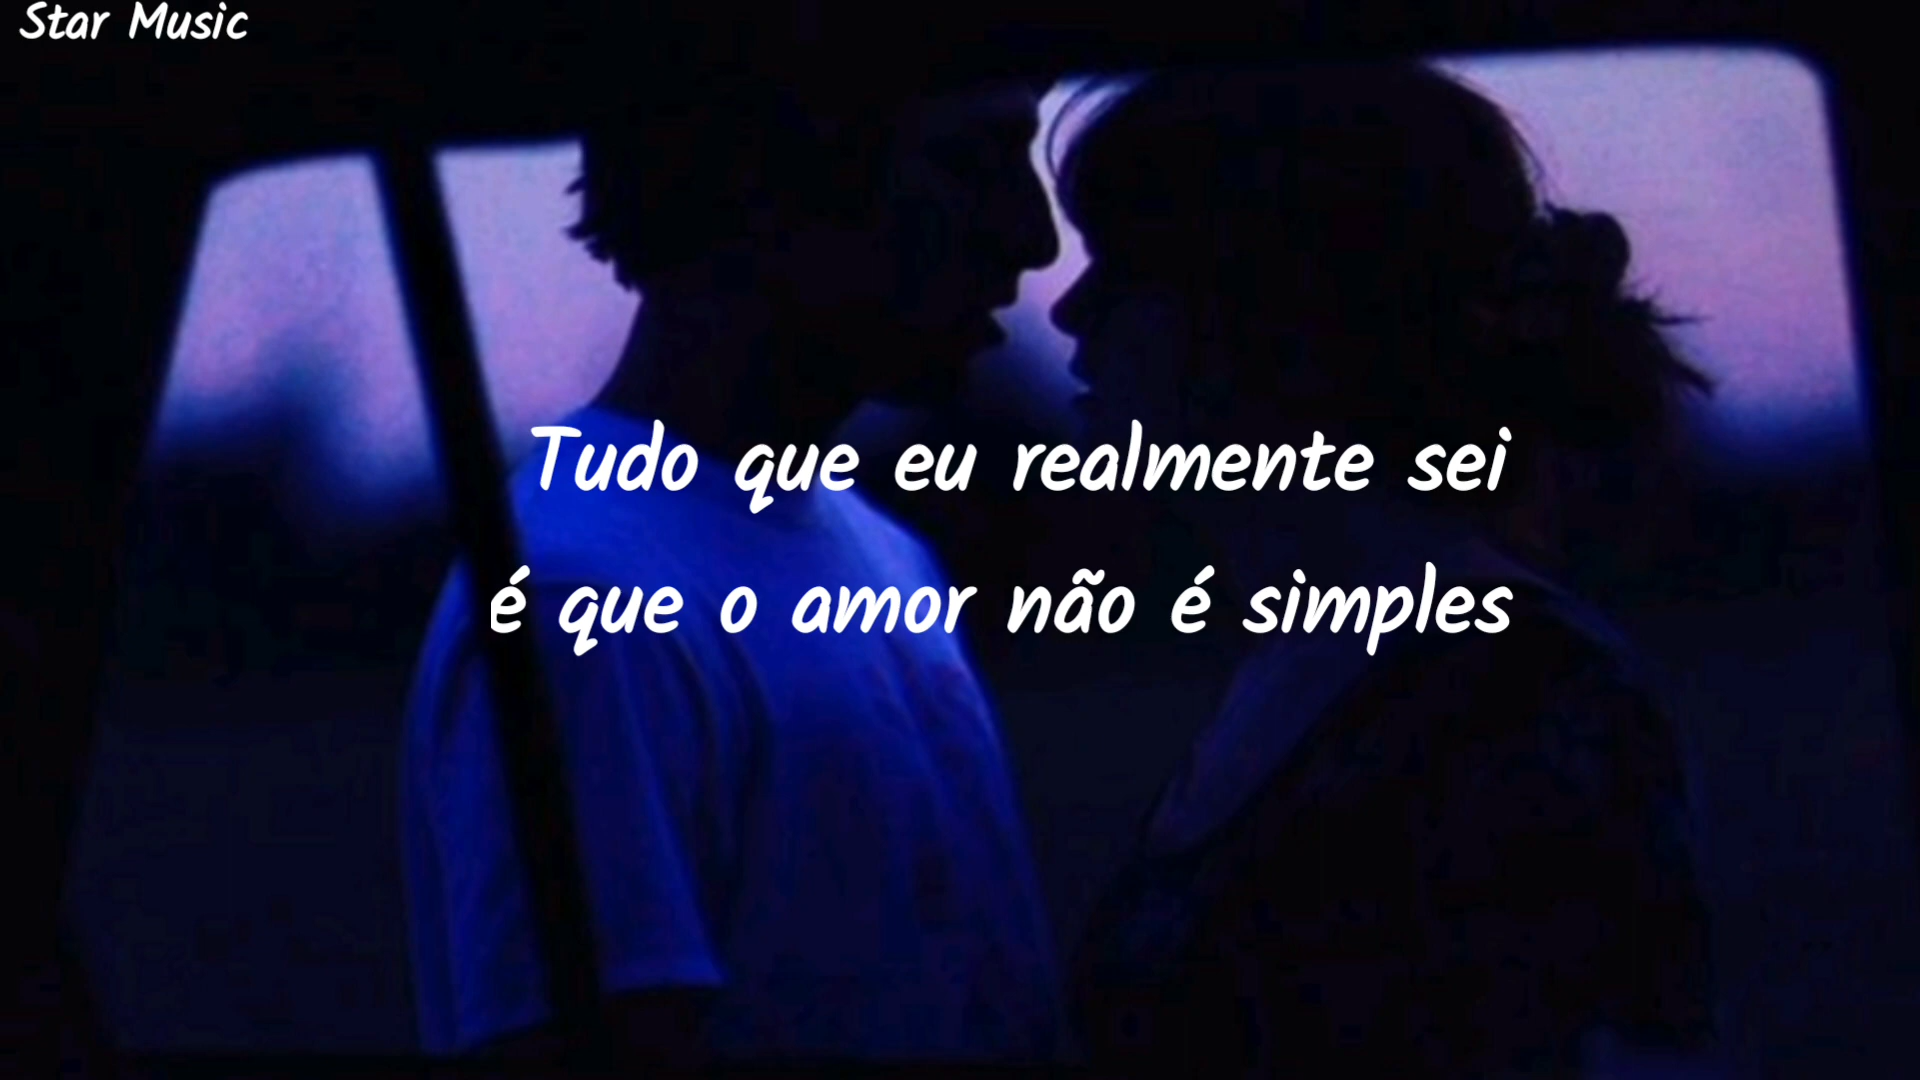 Star Music
Tudo que eu realmente sei
é que o amor não é simples